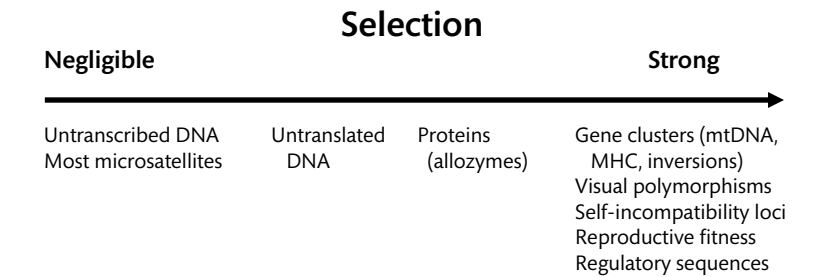 Selection
Negligible Strong
Untranscribed DNA
Most microsatellites
Untranslated
DNA
Proteins
(allozymes)
Gene clusters (mtDNA,
MHC, inversions)
Visual polymorphisms
Self-incompatibility loci
Reproductive fitness
Regulatory sequences